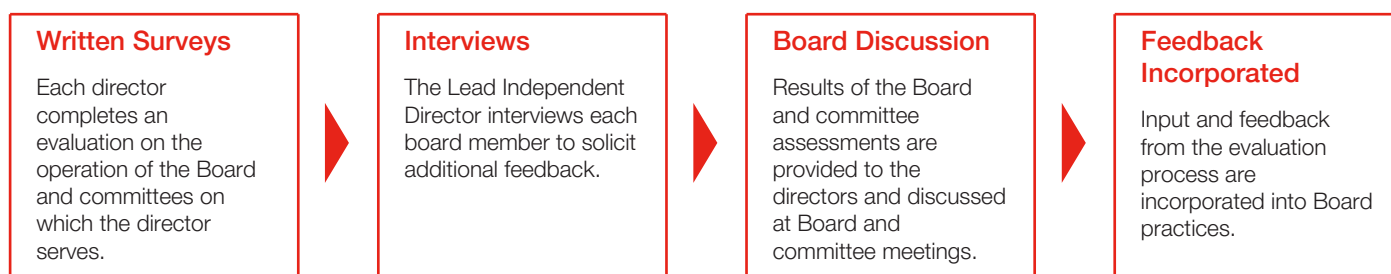 Written Surveys
Each director
completes an
evaluation on the
operation of the Board
and committees on
which the director
serves.
Interviews
The Lead Independent
Director interviews each
board member to solicit
additional feedback.
Board Discussion
Results of the Board
and committee
assessments are
provided to the
directors and discussed
at Board and
committee meetings.
Feedback
Incorporated
Input and feedback
from the evaluation
process are
incorporated into Board
practices.